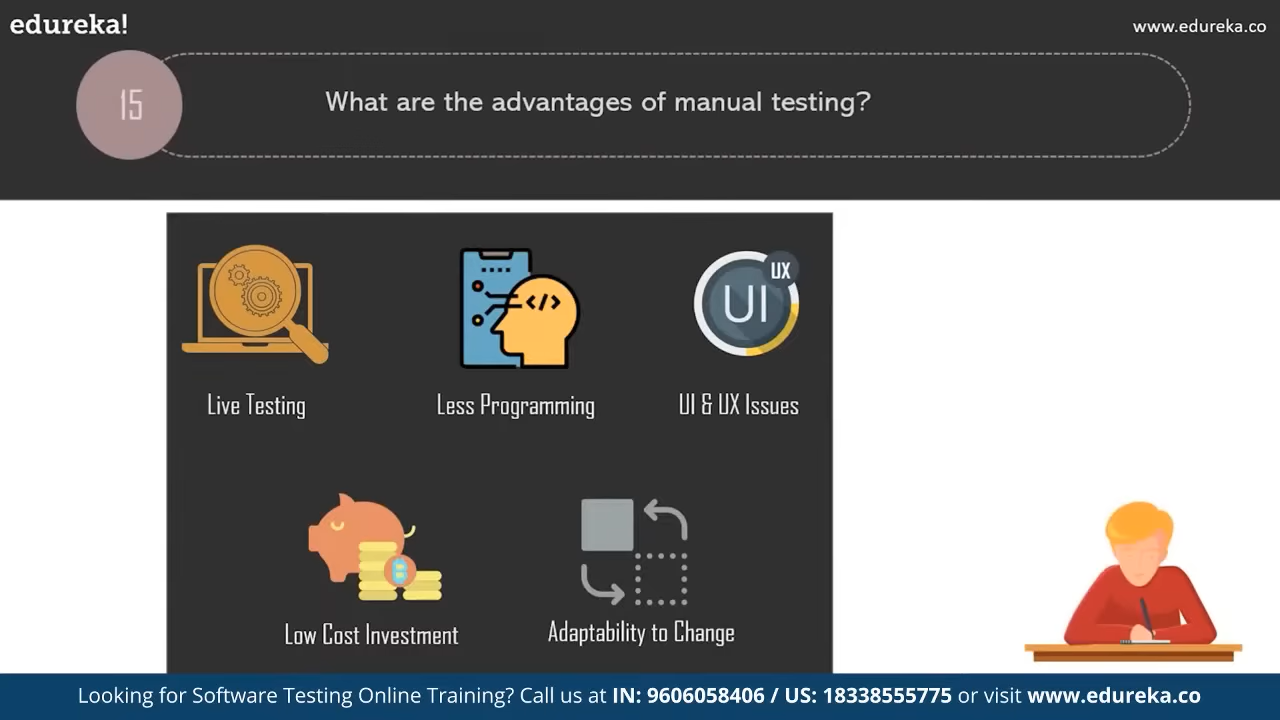 edureka!
www.edureka.co
15
What are the advantages of manual testing?
UX
UI
</>
Live Testing
Less Programming
UI & UX Issues
B
Low Cost Investment
Adaptability to Change
Looking for Software Testing Online Training? Call us at IN: 9606058406 / US: 18338555775 or visit www.edureka.co